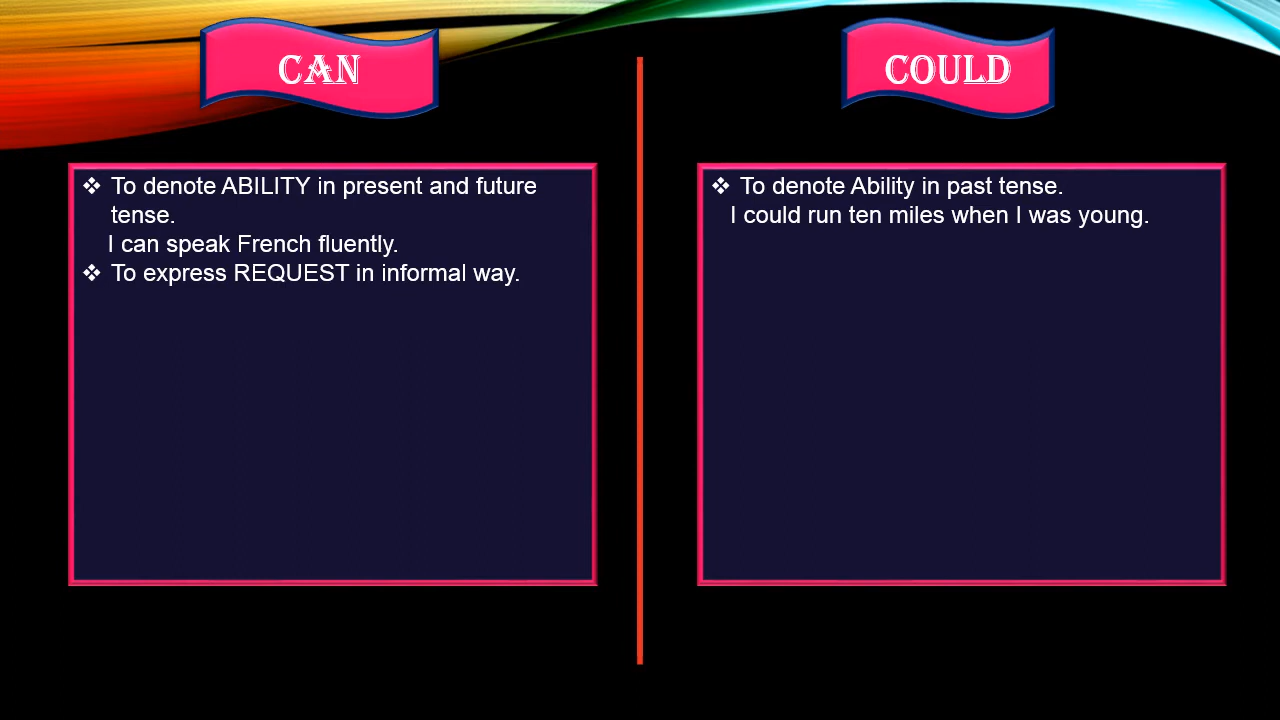 CAN
❖ To denote ABILITY in present and future
tense.
I can speak French fluently.
❖ To express REQUEST in informal way.
COULD
❖ To denote Ability in past tense.
I could run ten miles when I was young.